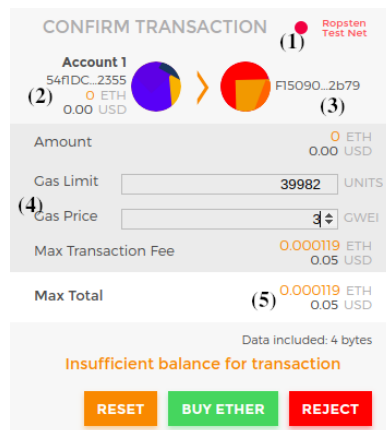 CONFIRM TRANSACTION
Ropsten
Test Net
(1)
Account 1
54f1DC...2355
(2) 0 ETH
0.00 USD
F15090...2b79
(3)
Amount 0 ETH
0.00 USD
Gas Limit 39982 UNITS
(4)
Gas Price 3 GWEI
Max Transaction Fee 0.000119 ETH
0.05 USD
Max Total (5) 0.000119 ETH
0.05 USD
Data included: 4 bytes
Insufficient balance for transaction
RESET BUY ETHER REJECT